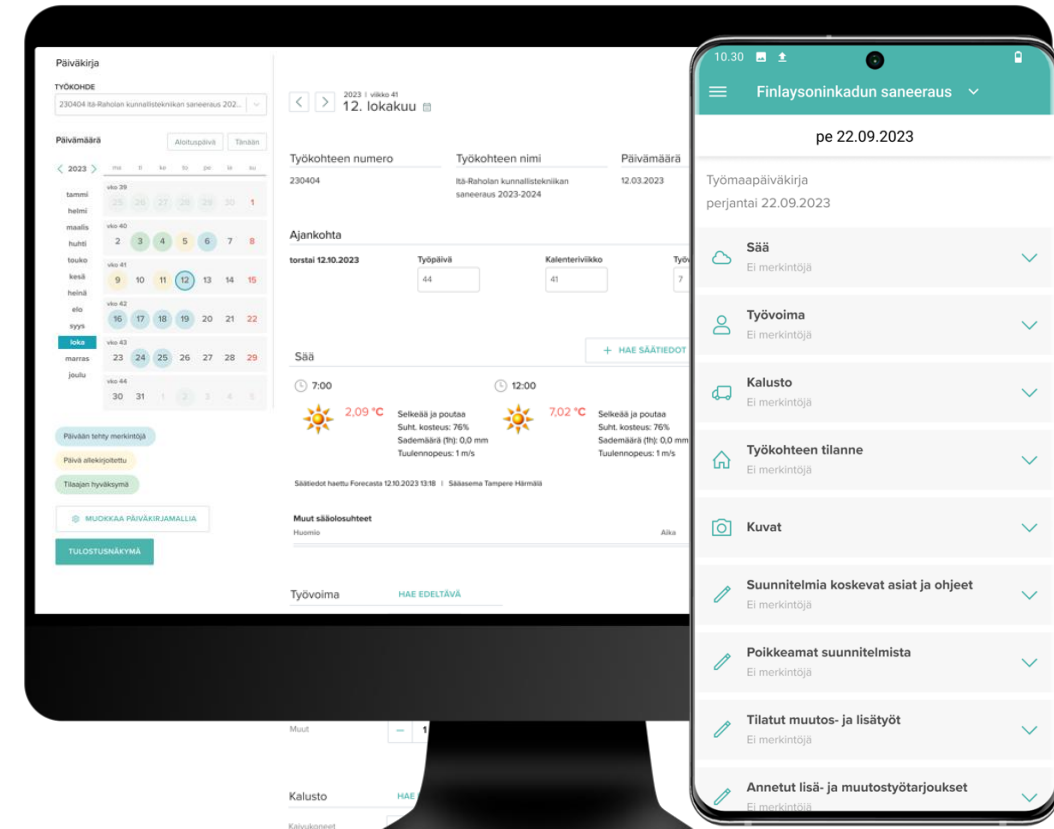 Päiväkirja
TYÖKOHDE
230404 Itä-Raholan kunnallistekniikan saneeraus 202...
Päivämäärä
Aloituspäivä Tänään
2023 ma ti ke to pe la su
tammi
helmi
maalis
huhti
touko
kesä
heinä
elo
syys
loka
marras
joulu
vko 39
25 26 27 28 29 30 1
vko 40
2 3 4 5 6 7 8
vko 41
9 10 11 12 13 14 15
vko 42
16 17 18 19 20 21 22
vko 43
23 24 25 26 27 28 29
vko 44
30 31 1 2 3 4 5
Päivään tehty merkintöjä
Päivä allekirjoitettu
Tilaajan hyväksymä
MUOKKAA PÄIVÄKIRJAMALLIA
TULOSTUSNÄKYMÄ
2023 | viikko 41
12. lokakuu
Työkohteen numero Työkohteen nimi Päivämäärä
230404 Itä-Raholan kunnallistekniikan 12.03.2023
saneeraus 2023-2024
Ajankohta
torstai 12.10.2023 Työpäivä Kalenteriviikko Työv
44 41 7
Sää + HAE SÄÄTIEDOT
7:00 12:00
2,09 °C Selkeää ja poutaa 7,02 °C Selkeää ja poutaa
Suht. kosteus: 76% Suht. kosteus: 76%
Sademäärä (1h): 0,0 mm Sademäärä (1h): 0,0 mm
Tuulennopeus: 1 m/s Tuulennopeus: 1 m/s
Säätiedot haettu Forecasta 12.10.2023 13:18 | Sääasema Tampere Härmälä
Muut sääolosuhteet
Huomio Aika
Työvoima HAE EDELTÄVÄ
Muut − 1
Kalusto HAE
Kaivukoneet
10.30
Finlaysoninkadun saneeraus
pe 22.09.2023
Työmaapäiväkirja
perjantai 22.09.2023
Sää
Ei merkintöjä
Työvoima
Ei merkintöjä
Kalusto
Ei merkintöjä
Työkohteen tilanne
Ei merkintöjä
Kuvat
Suunnitelmia koskevat asiat ja ohjeet
Ei merkintöjä
Poikkeamat suunnitelmista
Ei merkintöjä
Tilatut muutos- ja lisätyöt
Ei merkintöjä
Annetut lisä- ja muutostyötarjoukset
Ei merkintöjä